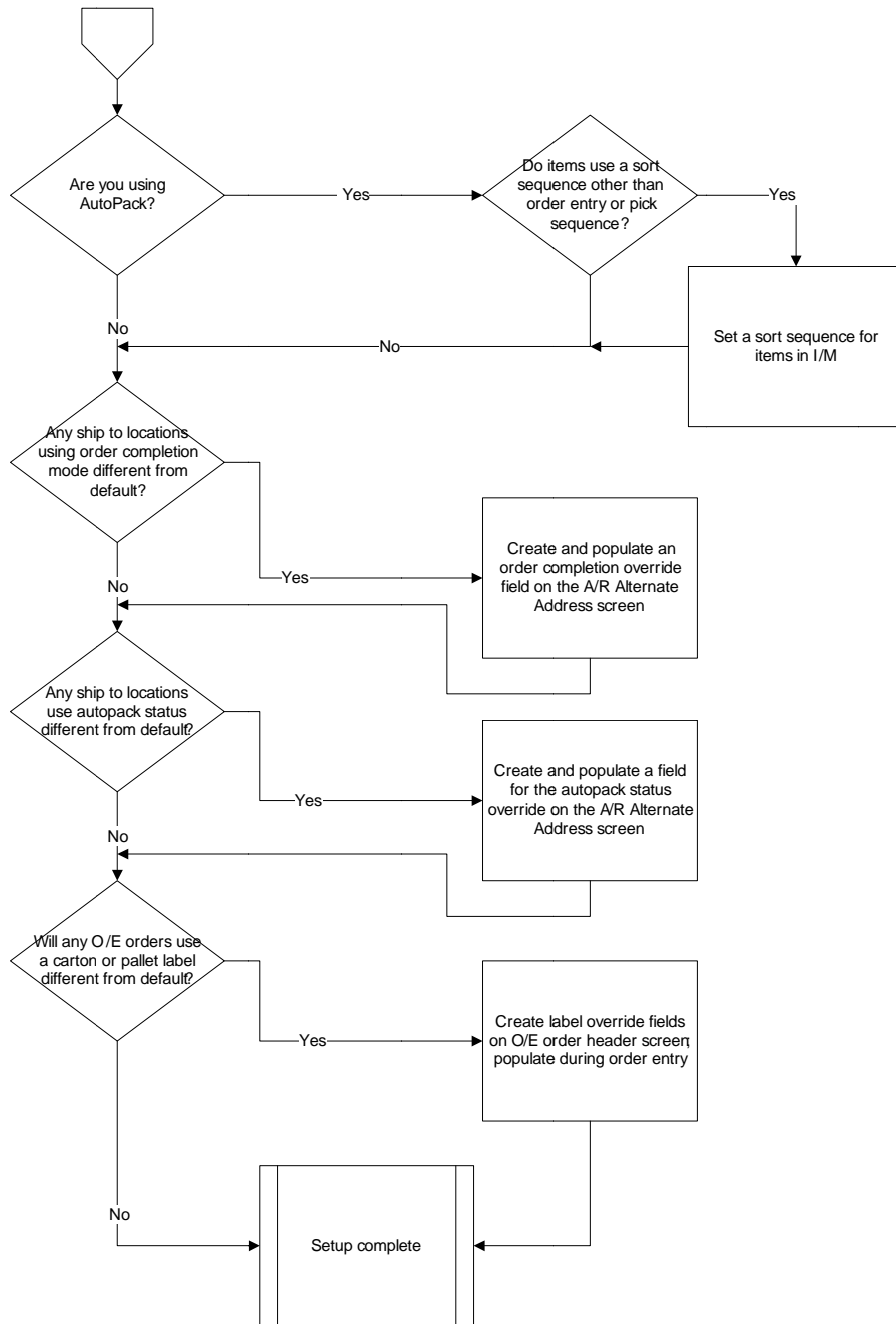 Are you using
AutoPack?
Yes
Do items use a sort
sequence other than
order entry or pick
sequence?
Yes
Set a sort sequence for
items in I/M
No
No
Any ship to locations
using order completion
mode different from
default?
Yes
Create and populate an
order completion override
field on the A/R Alternate
Address screen
No
Any ship to locations
use autopack status
different from default?
Yes
Create and populate a field
for the autopack status
override on the A/R Alternate
Address screen
No
Will any O/E orders use
a carton or pallet label
different from default?
Yes
Create label override fields
on O/E order header screen;
populate during order entry
No
Setup complete